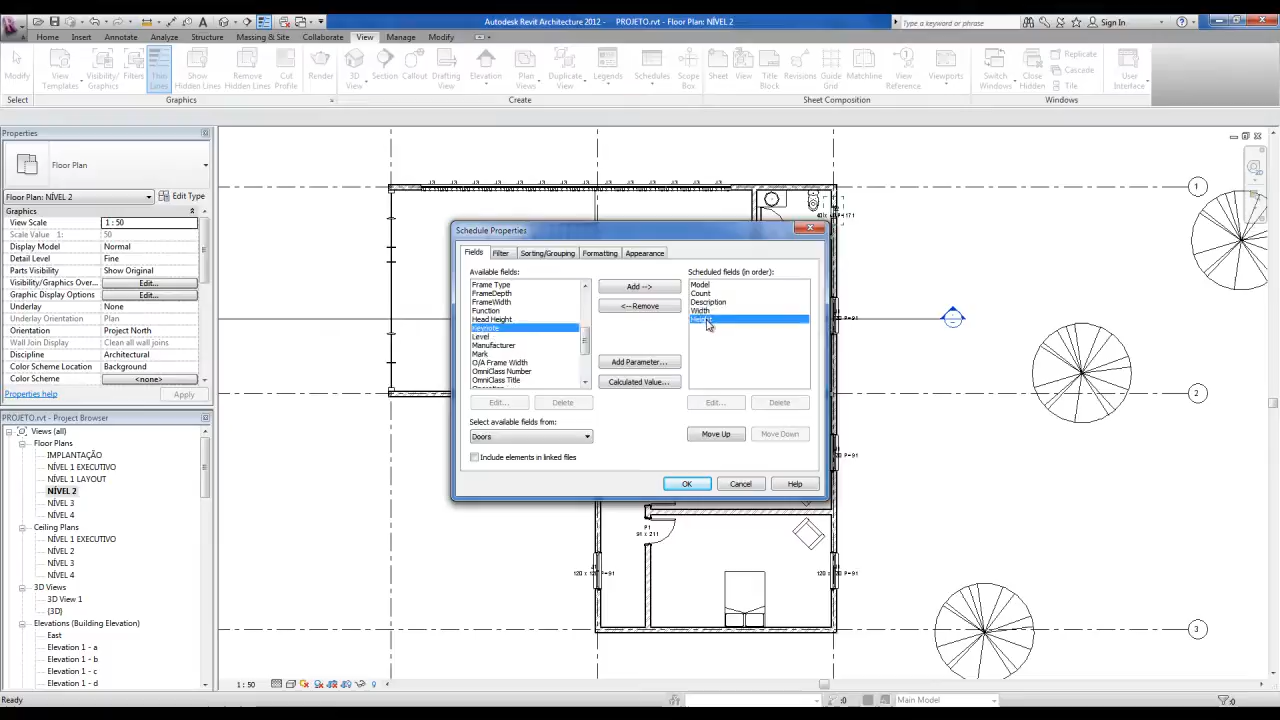 Autodesk Revit Architecture 2012 - PROJETO.rvt - Floor Plan: NÍVEL 2
Type a keyword or phrase
Sign In
Home Insert Annotate Analyze Structure Massing & Site Collaborate View Manage Modify
Modify
View Templates
Visibility/ Graphics
Filters
Thin Lines
Show Hidden Lines
Remove Hidden Lines
Cut Profile
Render
3D View
Section
Callout
Drafting View
Elevation
Plan Views
Duplicate View
Legends
Schedules
Scope Box
Sheet
View
Title Block
Revisions
Guide Grid
Matchline
View Reference
Viewports
Switch Windows
Close Hidden
Replicate
Cascade
Tile
User Interface
Select
Graphics
Create
Sheet Composition
Windows
Properties
Floor Plan
Floor Plan: NÍVEL 2
Edit Type
Graphics
View Scale 1 : 50
Scale Value 1: 50
Display Model Normal
Detail Level Fine
Parts Visibility Show Original
Visibility/Graphics Over... Edit...
Graphic Display Options Edit...
Underlay None
Underlay Orientation Plan
Orientation Project North
Wall Join Display Clean all wall joins
Discipline Architectural
Color Scheme Location Background
Color Scheme <none>
Properties help
Apply
PROJETO.rvt - Project Browser
Views (all)
Floor Plans
IMPLANTAÇÃO
NÍVEL 1 EXECUTIVO
NÍVEL 1 LAYOUT
NÍVEL 2
NÍVEL 3
NÍVEL 4
Ceiling Plans
NÍVEL 1 EXECUTIVO
NÍVEL 2
NÍVEL 3
NÍVEL 4
3D Views
3D View 1
{3D}
Elevations (Building Elevation)
East
Elevation 1 - a
Elevation 1 - b
Elevation 1 - c
Elevation 1 - d
Schedule Properties
Fields Filter Sorting/Grouping Formatting Appearance
Available fields:
Frame Type
FrameDepth
FrameWidth
Function
Head Height
Keynote
Level
Manufacturer
Mark
O/A Frame Width
OmniClass Number
OmniClass Title
Add -->
<-- Remove
Add Parameter...
Calculated Value...
Scheduled fields (in order):
Model
Count
Description
Width
Height
Edit...
Delete
Edit...
Delete
Select available fields from:
Doors
Move Up
Move Down
Include elements in linked files
OK
Cancel
Help
P1
91 x 211
1
2
3
1 : 50
Ready
:0
Main Model
:0